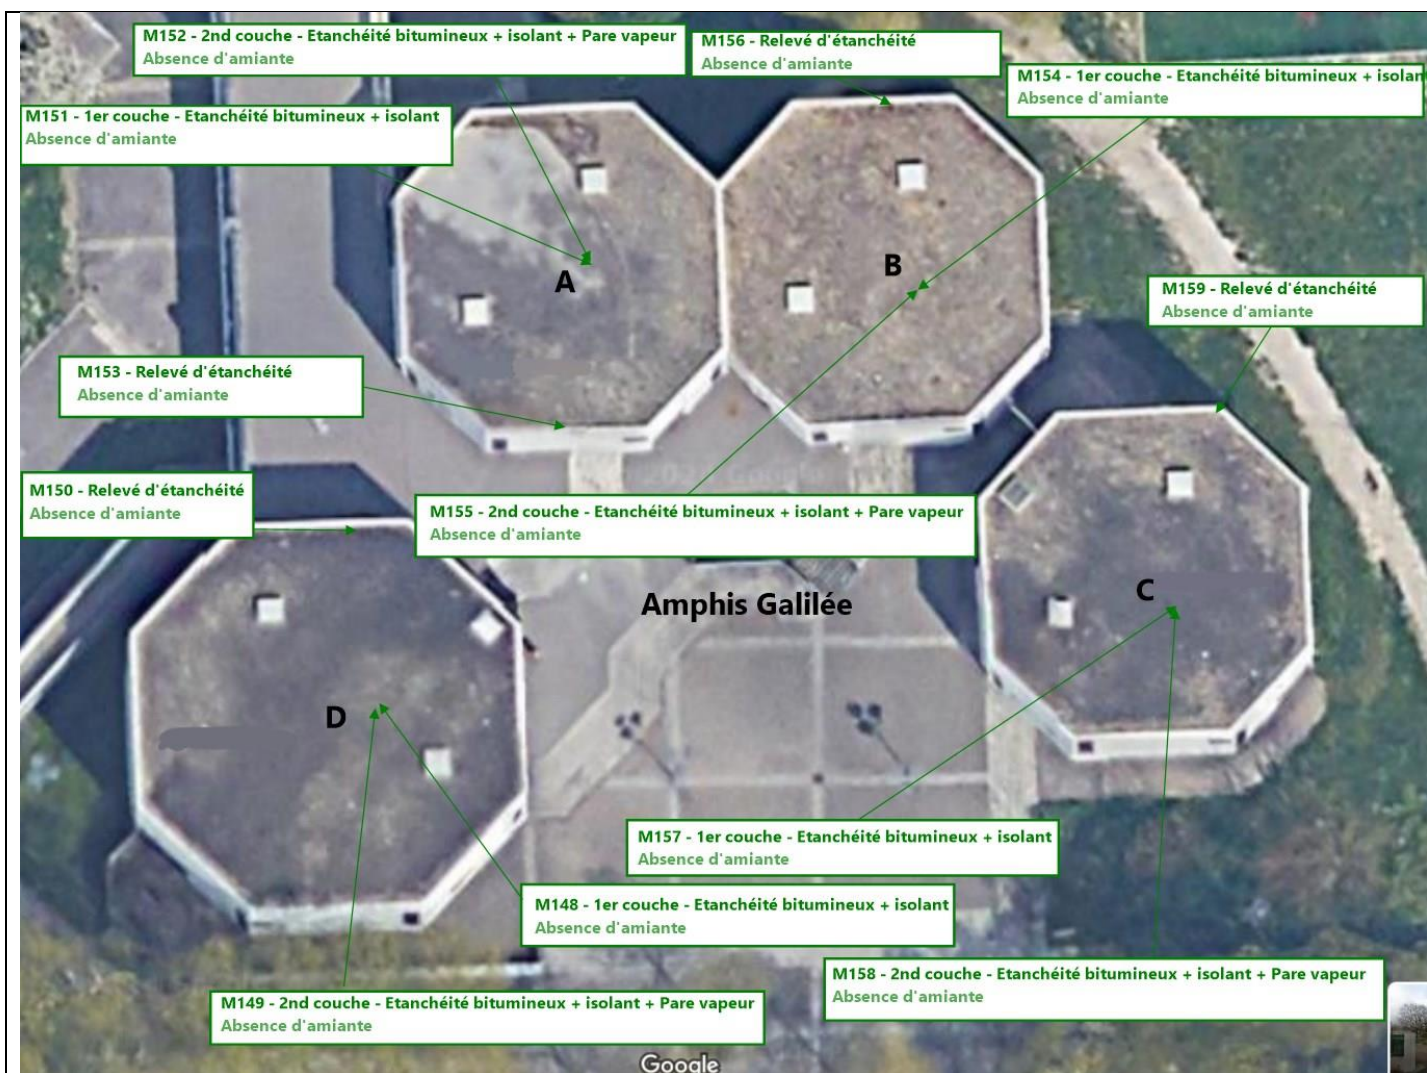 M152 - 2nd couche - Etanchéité bitumineux + isolant + Pare vapeur
Absence d'amiante
M156 - Relevé d'étanchéité
Absence d'amiante
M154 - 1er couche - Etanchéité bitumineux + isolant
Absence d'amiante
M151 - 1er couche - Etanchéité bitumineux + isolant
Absence d'amiante
A
B
M159 - Relevé d'étanchéité
Absence d'amiante
M153 - Relevé d'étanchéité
Absence d'amiante
M150 - Relevé d'étanchéité
Absence d'amiante
M155 - 2nd couche - Etanchéité bitumineux + isolant + Pare vapeur
Absence d'amiante
Amphis Galilée
C
D
M157 - 1er couche - Etanchéité bitumineux + isolant
Absence d'amiante
M148 - 1er couche - Etanchéité bitumineux + isolant
Absence d'amiante
M158 - 2nd couche - Etanchéité bitumineux + isolant + Pare vapeur
Absence d'amiante
M149 - 2nd couche - Etanchéité bitumineux + isolant + Pare vapeur
Absence d'amiante
Google